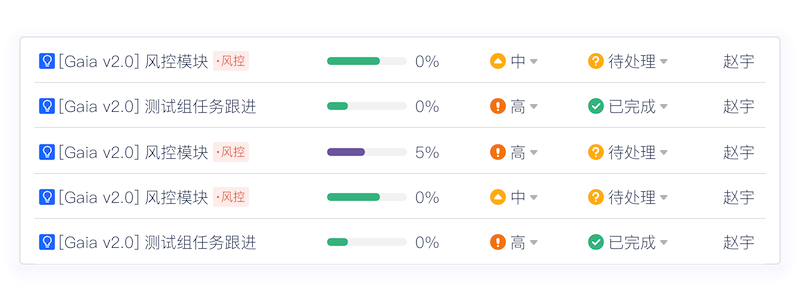 [Gaia v2.0] 风控模块 ·风控 0% 中 待处理 赵宇
[Gaia v2.0] 测试组任务跟进 0% 高 已完成 赵宇
[Gaia v2.0] 风控模块 ·风控 5% 高 待处理 赵宇
[Gaia v2.0] 风控模块 ·风控 0% 中 待处理 赵宇
[Gaia v2.0] 测试组任务跟进 0% 高 已完成 赵宇